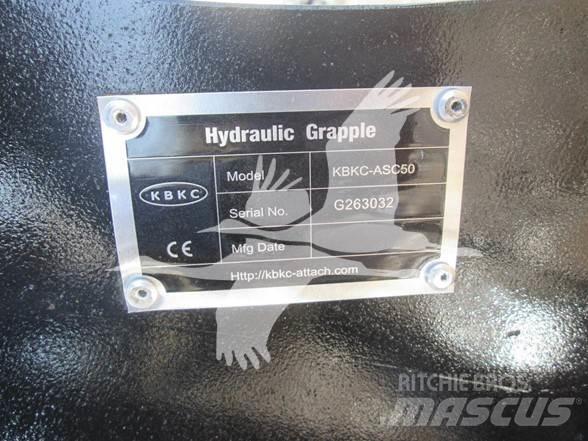 Hydraulic Grapple
KBKC
Model KBKC-ASC50
Serial No. G263032
CE
Mfg Date
Http://kbkc-attach.com
RITCHIE BROS.
MASCUS